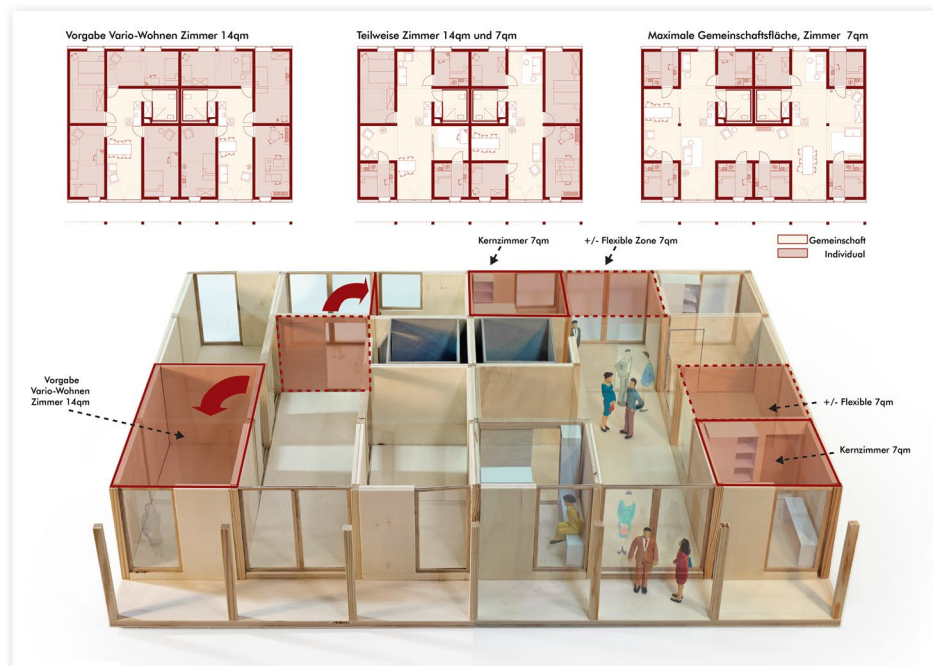 Vorgabe Vario-Wohnen Zimmer 14qm
Teilweise Zimmer 14qm und 7qm
Maximale Gemeinschaftsfläche, Zimmer 7qm
Kernzimmer 7qm
+/- Flexible Zone 7qm
Gemeinschaft
Individual
Vorgabe
Vario-Wohnen
Zimmer 14qm
+/- Flexible 7qm
Kernzimmer 7qm